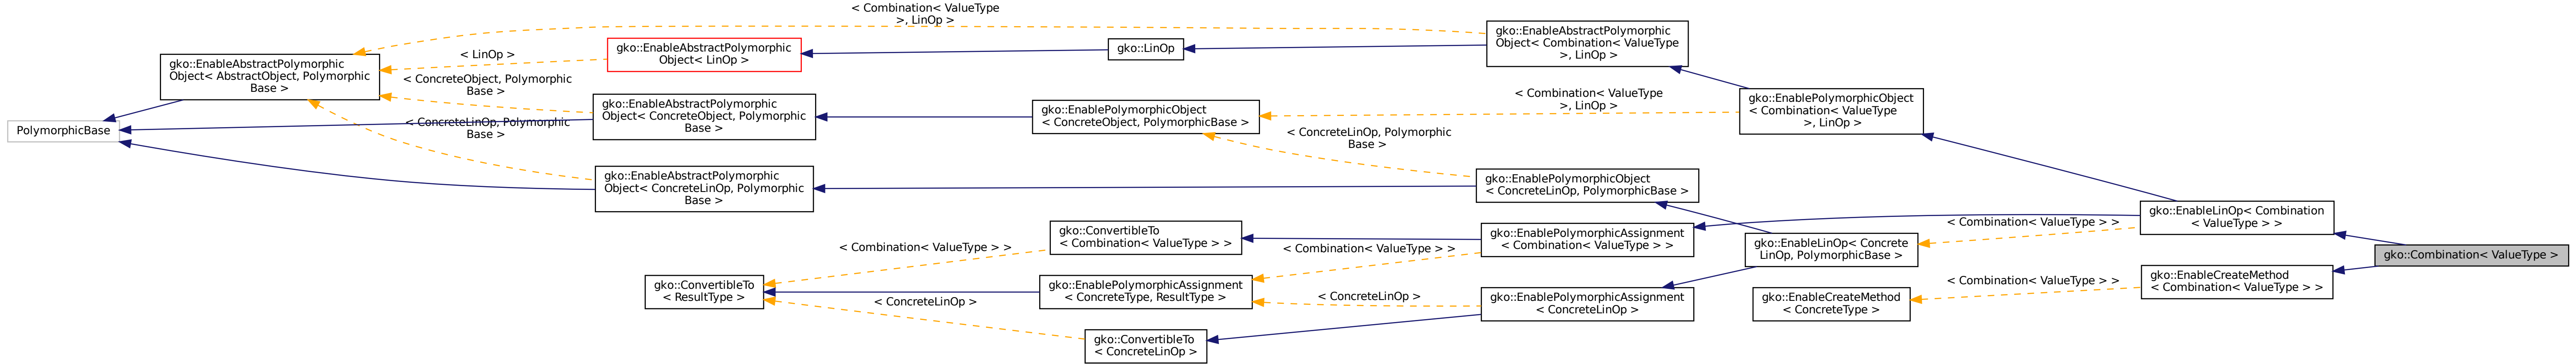 PolymorphicBase
gko::EnableAbstractPolymorphic
Object< AbstractObject, Polymorphic
Base >
< Combination< ValueType
>, LinOp >
< LinOp >
< ConcreteObject, Polymorphic
Base >
< ConcreteLinOp, Polymorphic
Base >
gko::EnableAbstractPolymorphic
Object< LinOp >
gko::EnableAbstractPolymorphic
Object< ConcreteObject, Polymorphic
Base >
gko::EnableAbstractPolymorphic
Object< ConcreteLinOp, Polymorphic
Base >
gko::ConvertibleTo
< ResultType >
< Combination< ValueType > >
< ConcreteLinOp >
gko::LinOp
gko::EnablePolymorphicObject
< ConcreteObject, PolymorphicBase >
gko::ConvertibleTo
< Combination< ValueType > >
gko::EnablePolymorphicAssignment
< ConcreteType, ResultType >
gko::ConvertibleTo
< ConcreteLinOp >
< Combination< ValueType
>, LinOp >
< ConcreteLinOp, Polymorphic
Base >
< Combination< ValueType > >
< ConcreteLinOp >
gko::EnableAbstractPolymorphic
Object< Combination< ValueType
>, LinOp >
gko::EnablePolymorphicObject
< ConcreteLinOp, PolymorphicBase >
gko::EnablePolymorphicAssignment
< Combination< ValueType > >
gko::EnablePolymorphicAssignment
< ConcreteLinOp >
gko::EnablePolymorphicObject
< Combination< ValueType
>, LinOp >
gko::EnableLinOp< Concrete
LinOp, PolymorphicBase >
gko::EnableCreateMethod
< ConcreteType >
< Combination< ValueType > >
< Combination< ValueType > >
gko::EnableLinOp< Combination
< ValueType > >
gko::EnableCreateMethod
< Combination< ValueType > >
gko::Combination< ValueType >